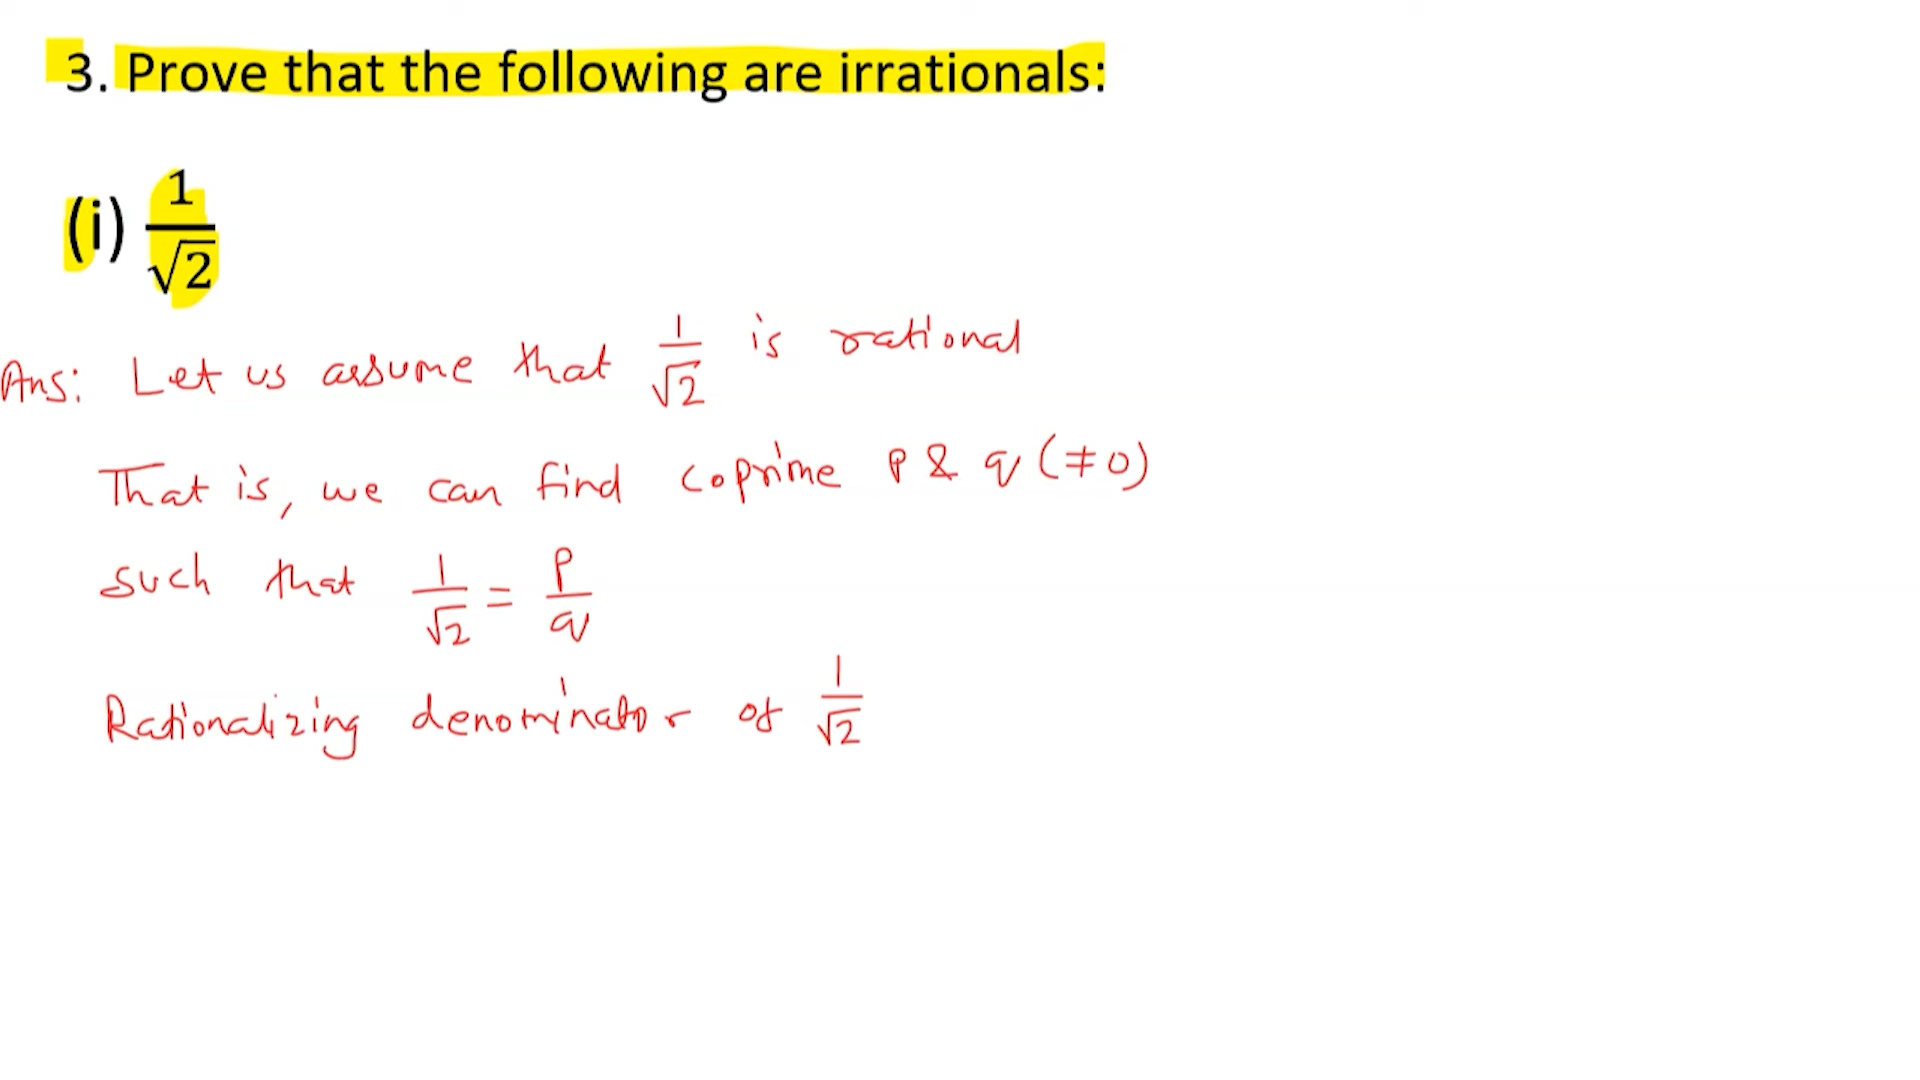 3. Prove that the following are irrationals:
(i) 1/√2
Ans: Let us assume that 1/√2 is rational
That is, we can find coprime p & q (≠0)
such that 1/√2 = p/q
Rationalizing denominator of 1/√2